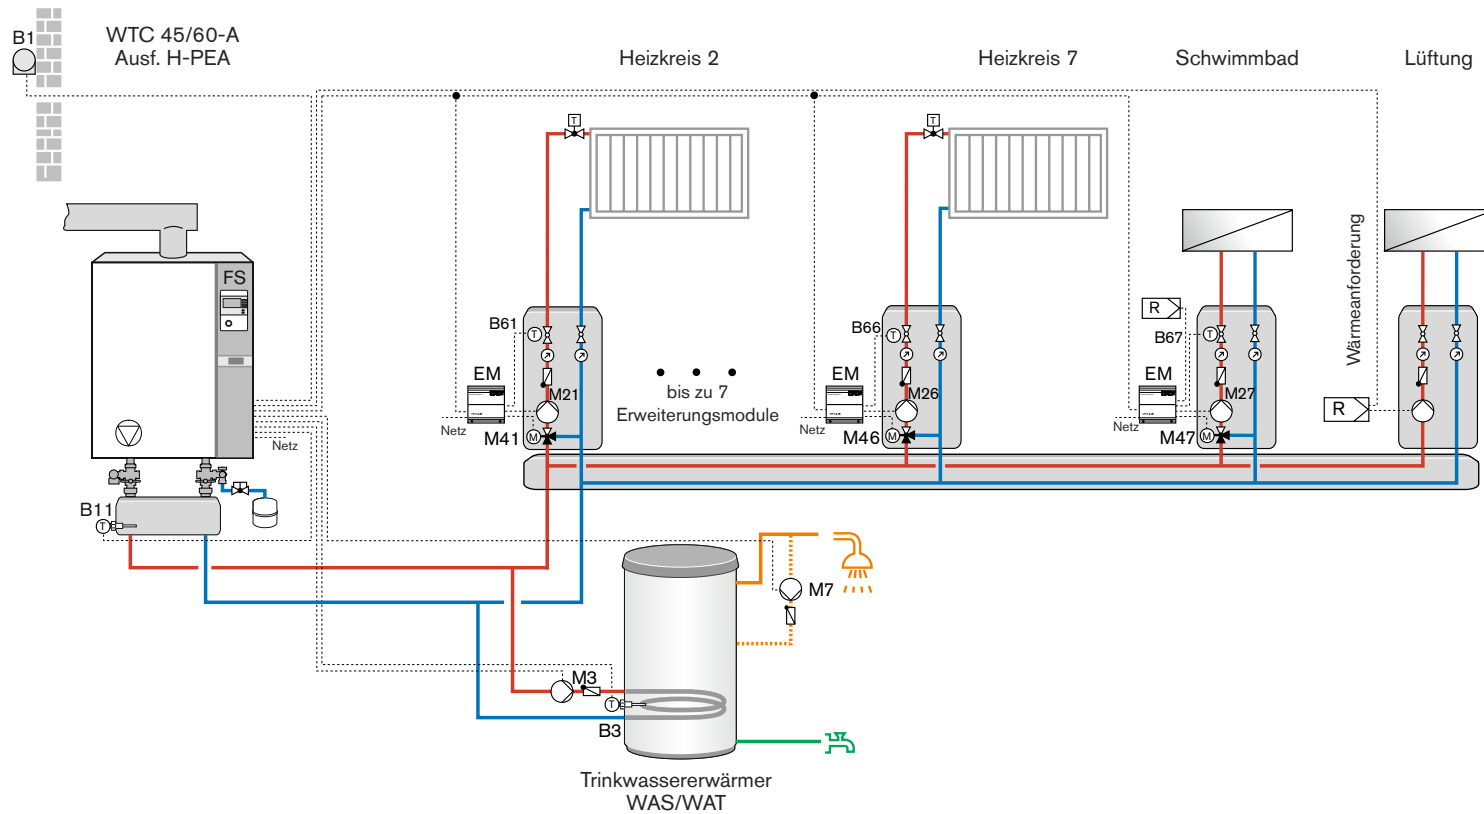 B1
WTC 45/60-A
Ausf. H-PEA
Heizkreis 2
Heizkreis 7
Schwimmbad
Lüftung
T
T
Wärmeanforderung
FS
B61
T
B66
T
R
B67
T
EM
M21
bis zu 7
Erweiterungsmodule
EM
M26
EM
M27
R
Netz
M41
M
Netz
M46
M
Netz
M47
M
Netz
B11
T
M7
M3
T
B3
Trinkwassererwärmer
WAS/WAT